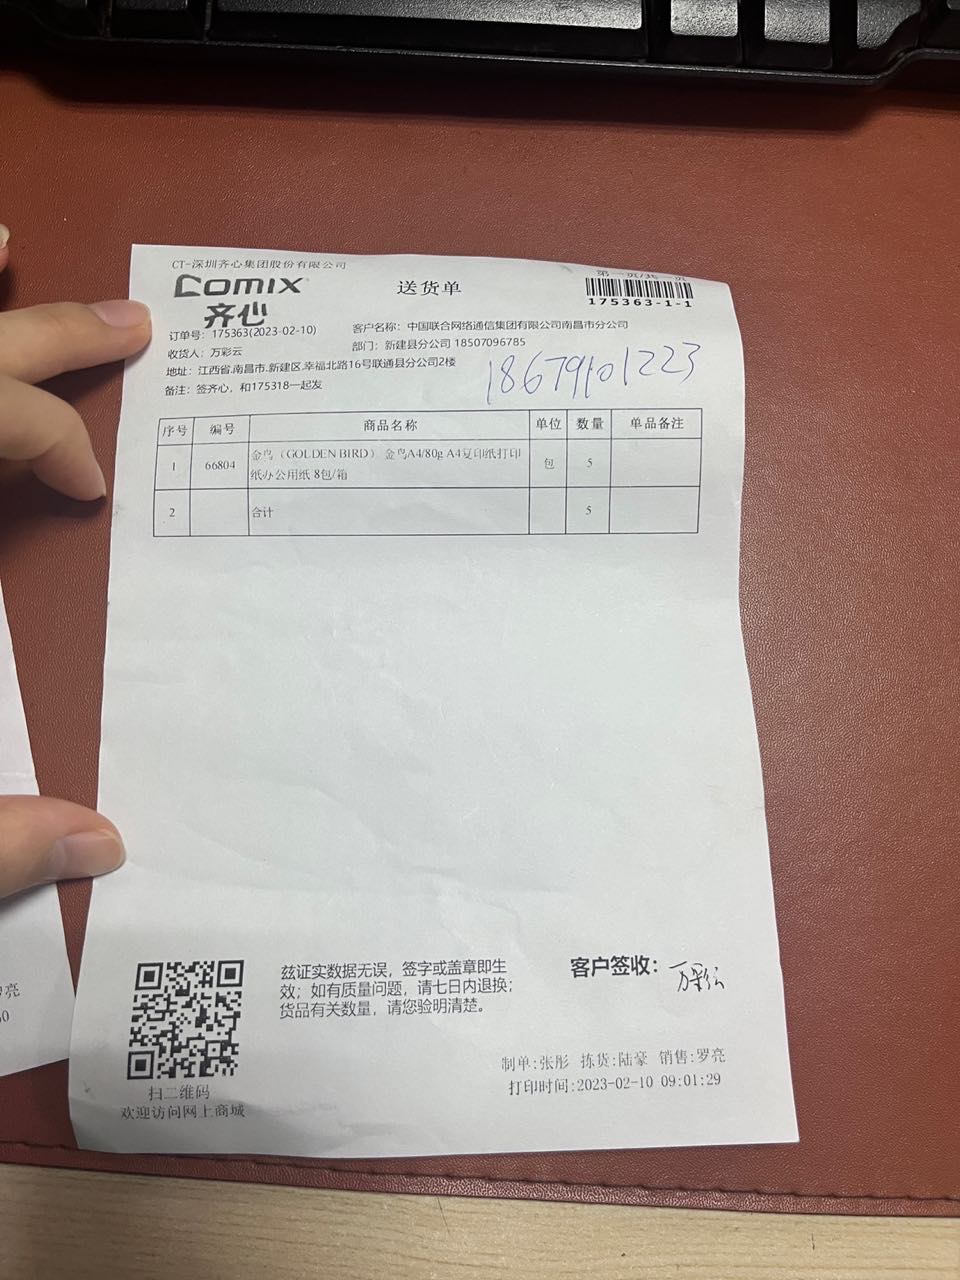 CT-深圳齐心集团股份有限公司
comix
齐心
送货单
第一页/共一页
175363-1-1
订单号：175363(2023-02-10)
客户名称：中国联合网络通信集团有限公司南昌市分公司
收货人：万彩云
部门：新建县分公司 18507096785
地址：江西省,南昌市,新建区,幸福北路16号联通县分公司2楼
备注：签齐心，和175318一起发
18679101223
序号 编号 商品名称 单位 数量 单品备注
1 66804 金鸟（GOLDEN BIRD） 金鸟A4/80g A4复印纸打印 包 5
纸办公用纸 8包/箱
2 合计 5
兹证实数据无误，签字或盖章即生
效；如有质量问题，请七日内退换；
货品有关数量，请您验明清楚。
客户签收：万彩云
扫二维码
欢迎访问网上商城
制单:张彤 拣货:陆豪 销售:罗亮
打印时间:2023-02-10 09:01:29
亮